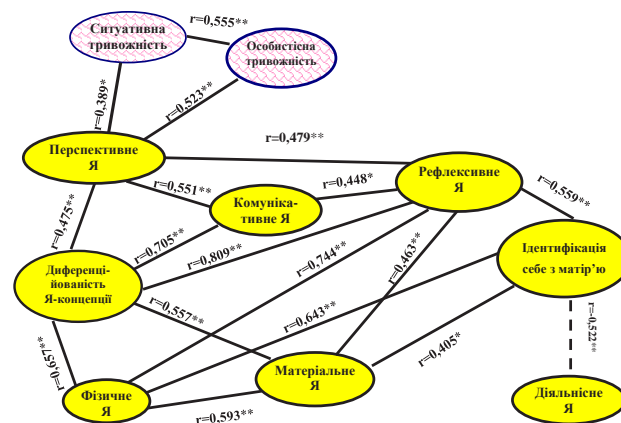 Ситуативна
тривожність
r=0,555**
Особистісна
тривожність
r=0,389*
r=0,523**
Перспективне
Я
r=0,479**
r=0,551**
r=0,448*
Рефлексивне
Я
Комуніка-
тивне Я
r=0,559**
r=0,475**
r=0,705**
r=0,809**
r=0,744**
r=0,463**
Ідентифікація
себе з матір’ю
Диференці-
йованість
Я-концепції
r=0,557**
r=0,643**
r=0,405*
r=-0,522**
r=0,657**
Фізичне
Я
r=0,593**
Матеріальне
Я
Діяльнісне
Я